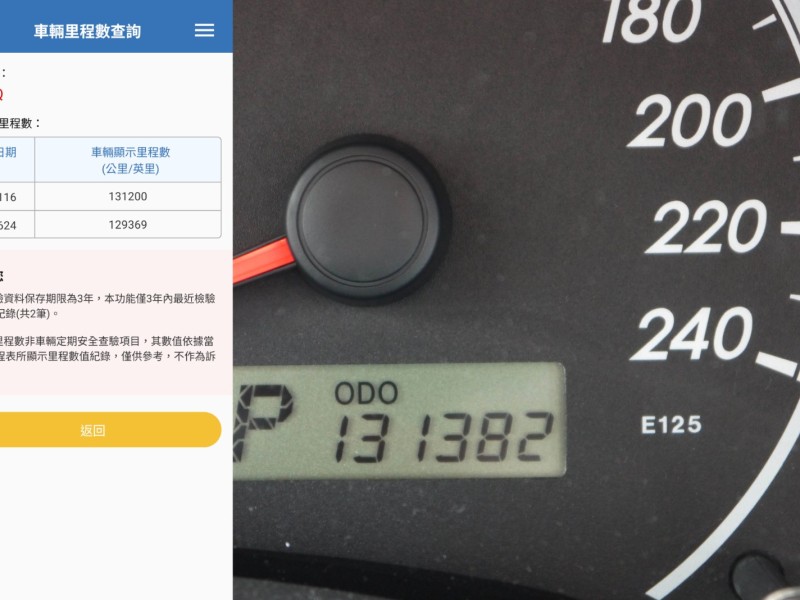 車輛里程數查詢
：
里程數：
日期
車輛顯示里程數
(公里/英里)
116
131200
624
129369
資料保存期限為3年，本功能僅3年內最近檢驗
紀錄(共2筆)。
里程數非車輛定期安全查驗項目，其數值依據當
程表所顯示里程數值紀錄，僅供參考，不作為訴
返回
180
200
220
240
E125
ODO
P 131382